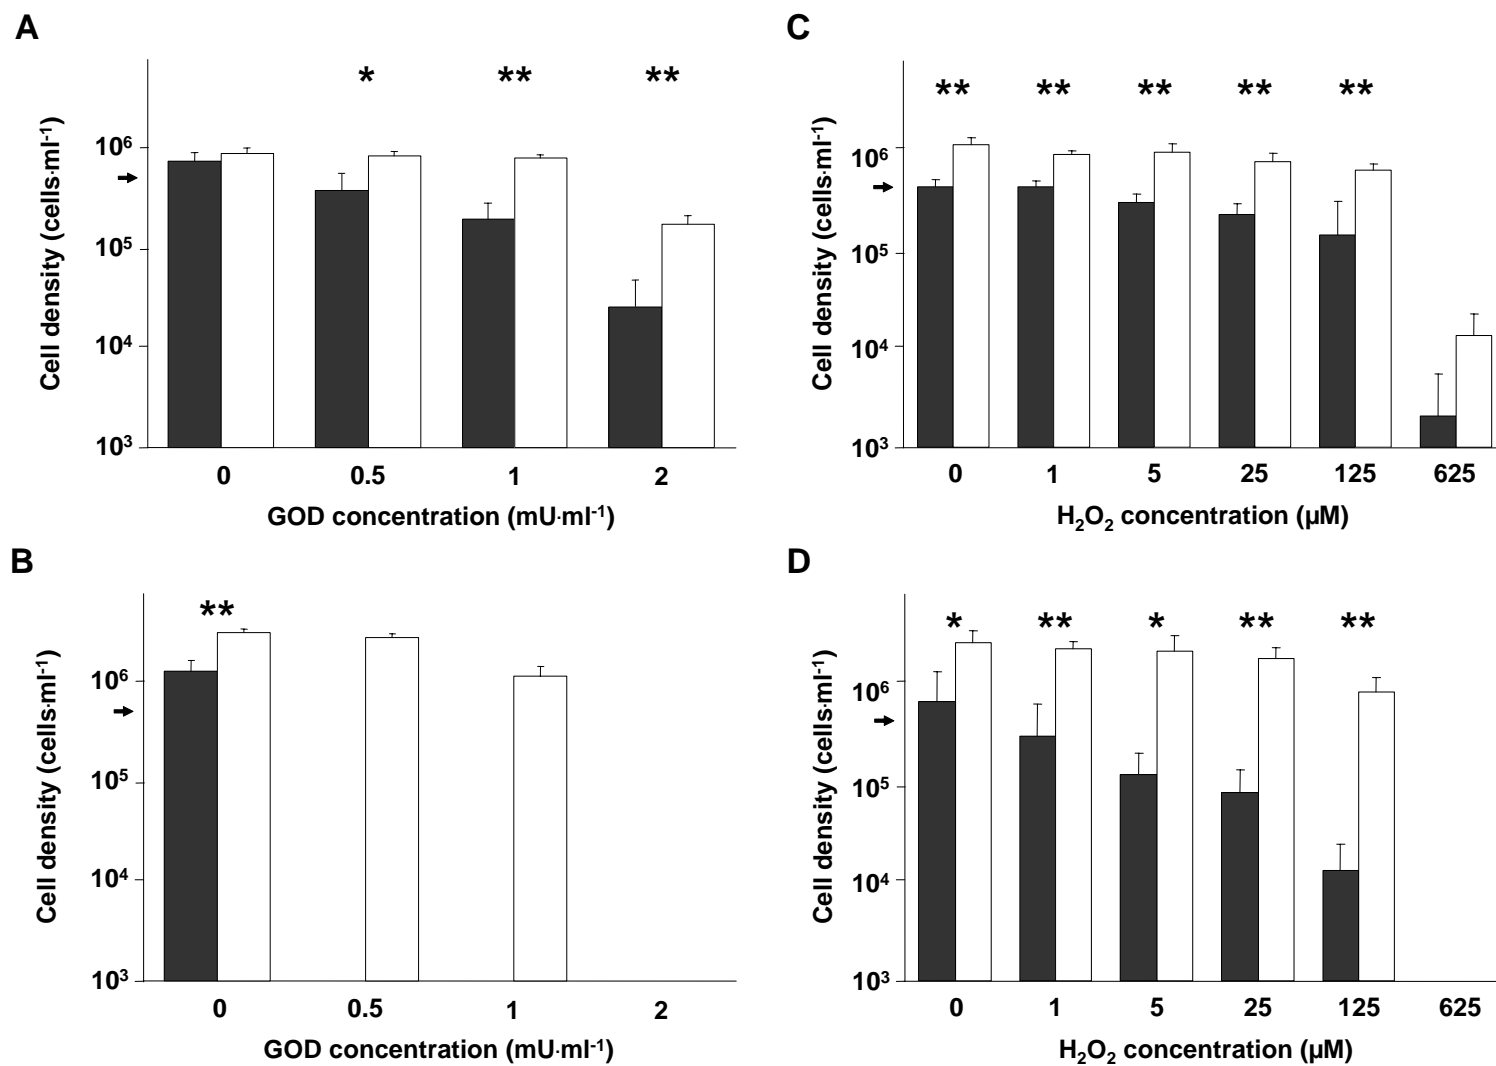 A
* ** **
10⁶
10⁵
10⁴
10³
Cell density (cells·ml⁻¹)
0 0.5 1 2
GOD concentration (mU·ml⁻¹)
C
** ** ** ** **
10⁶
10⁵
10⁴
10³
Cell density (cells·ml⁻¹)
0 1 5 25 125 625
H₂O₂ concentration (µM)
B
**
10⁶
10⁵
10⁴
10³
Cell density (cells·ml⁻¹)
0 0.5 1 2
GOD concentration (mU·ml⁻¹)
D
* ** * ** **
10⁶
10⁵
10⁴
10³
Cell density (cells·ml⁻¹)
0 1 5 25 125 625
H₂O₂ concentration (µM)